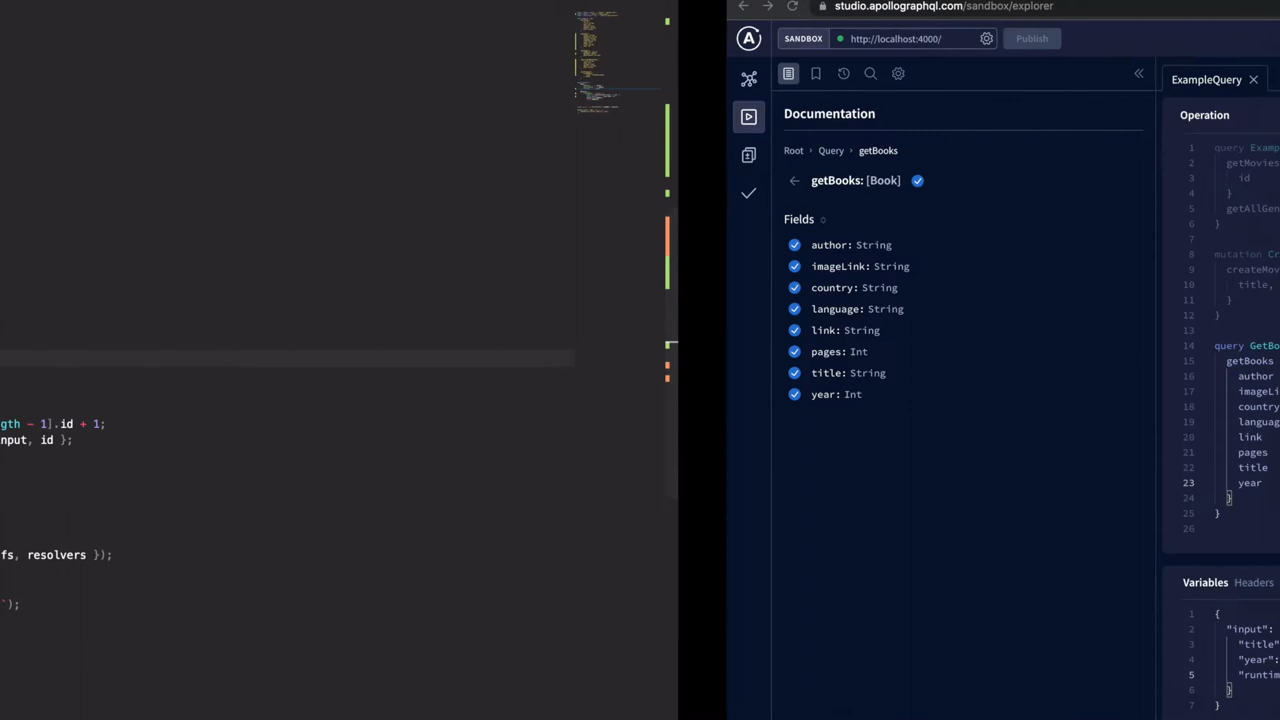 gth - 1].id + 1;
nput, id };
fs, resolvers });
`);
studio.apollographql.com/sandbox/explorer
SANDBOX http://localhost:4000/ Publish
Documentation
Root › Query › getBooks
getBooks: [Book]
Fields
author: String
imageLink: String
country: String
language: String
link: String
pages: Int
title: String
year: Int
ExampleQuery
Operation
1 query Examp
2 getMovies
3 id
4 }
5 getAllGen
6 }
7
8 mutation Cr
9 createMov
10 title,
11 }
12 }
13
14 query GetBo
15 getBooks
16 author
17 imageLi
18 country
19 languag
20 link
21 pages
22 title
23 year
24 }
25 }
26
Variables Headers
1 {
2 "input":
3 "title"
4 "year":
5 "runtim
6 }
7 }